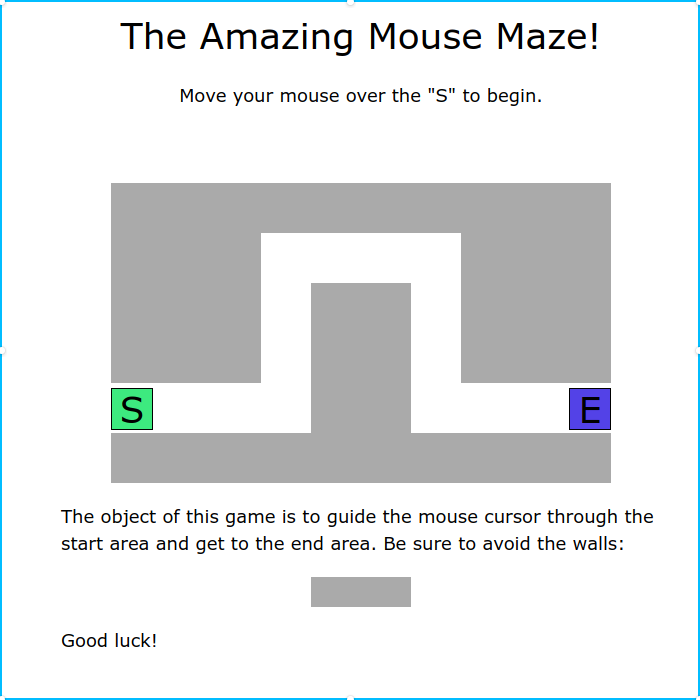 The Amazing Mouse Maze!
Move your mouse over the "S" to begin.
S
E
The object of this game is to guide the mouse cursor through the
start area and get to the end area. Be sure to avoid the walls:
Good luck!